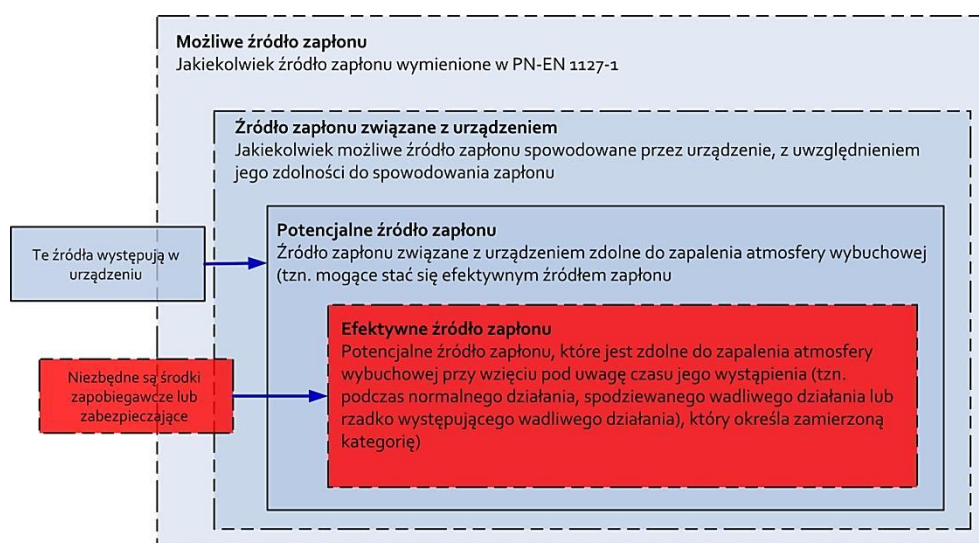 Możliwe źródło zapłonu
Jakiekolwiek źródło zapłonu wymienione w PN-EN 1127-1
Źródło zapłonu związane z urządzeniem
Jakiekolwiek możliwe źródło zapłonu spowodowane przez urządzenie, z uwzględnieniem
jego zdolności do spowodowania zapłonu
Te źródła występują w
urządzeniu
Potencjalne źródło zapłonu
Źródło zapłonu związane z urządzeniem zdolne do zapalenia atmosfery wybuchowej
(tzn. mogące stać się efektywnym źródłem zapłonu
Niezbędne są środki
zapobiegawcze lub
zabezpieczające
Efektywne źródło zapłonu
Potencjalne źródło zapłonu, które jest zdolne do zapalenia atmosfery
wybuchowej przy wzięciu pod uwagę czasu jego wystąpienia (tzn.
podczas normalnego działania, spodziewanego wadliwego działania lub
rzadko występującego wadliwego działania), który określa zamierzoną
kategorię)